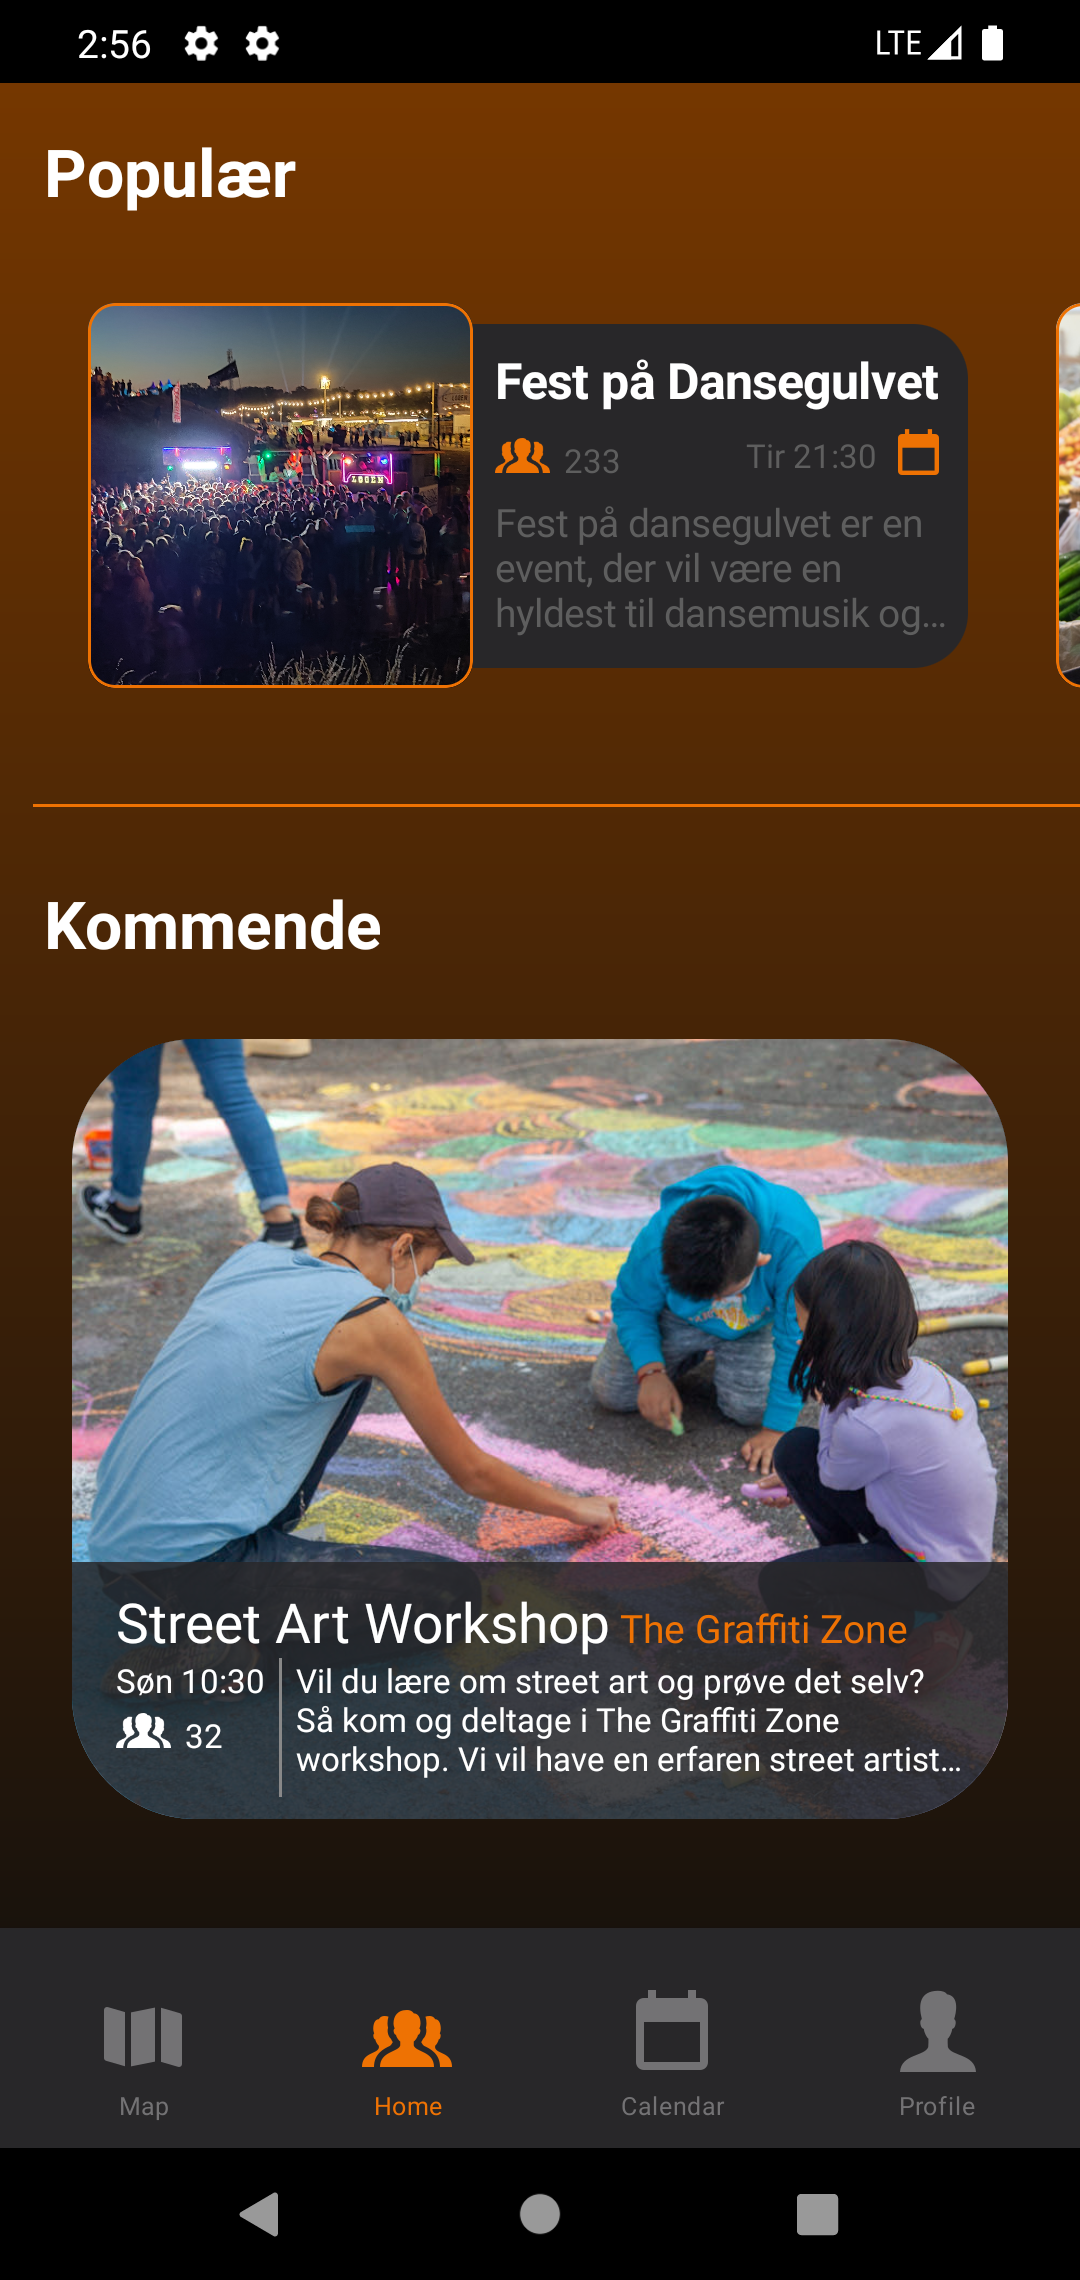 2:56
LTE
Populær
Fest på Dansegulvet
233
Tir 21:30
Fest på dansegulvet er en
event, der vil være en
hyldest til dansemusik og...
Kommende
Street Art Workshop The Graffiti Zone
Søn 10:30
32
Vil du lære om street art og prøve det selv?
Så kom og deltage i The Graffiti Zone
workshop. Vi vil have en erfaren street artist...
Map
Home
Calendar
Profile